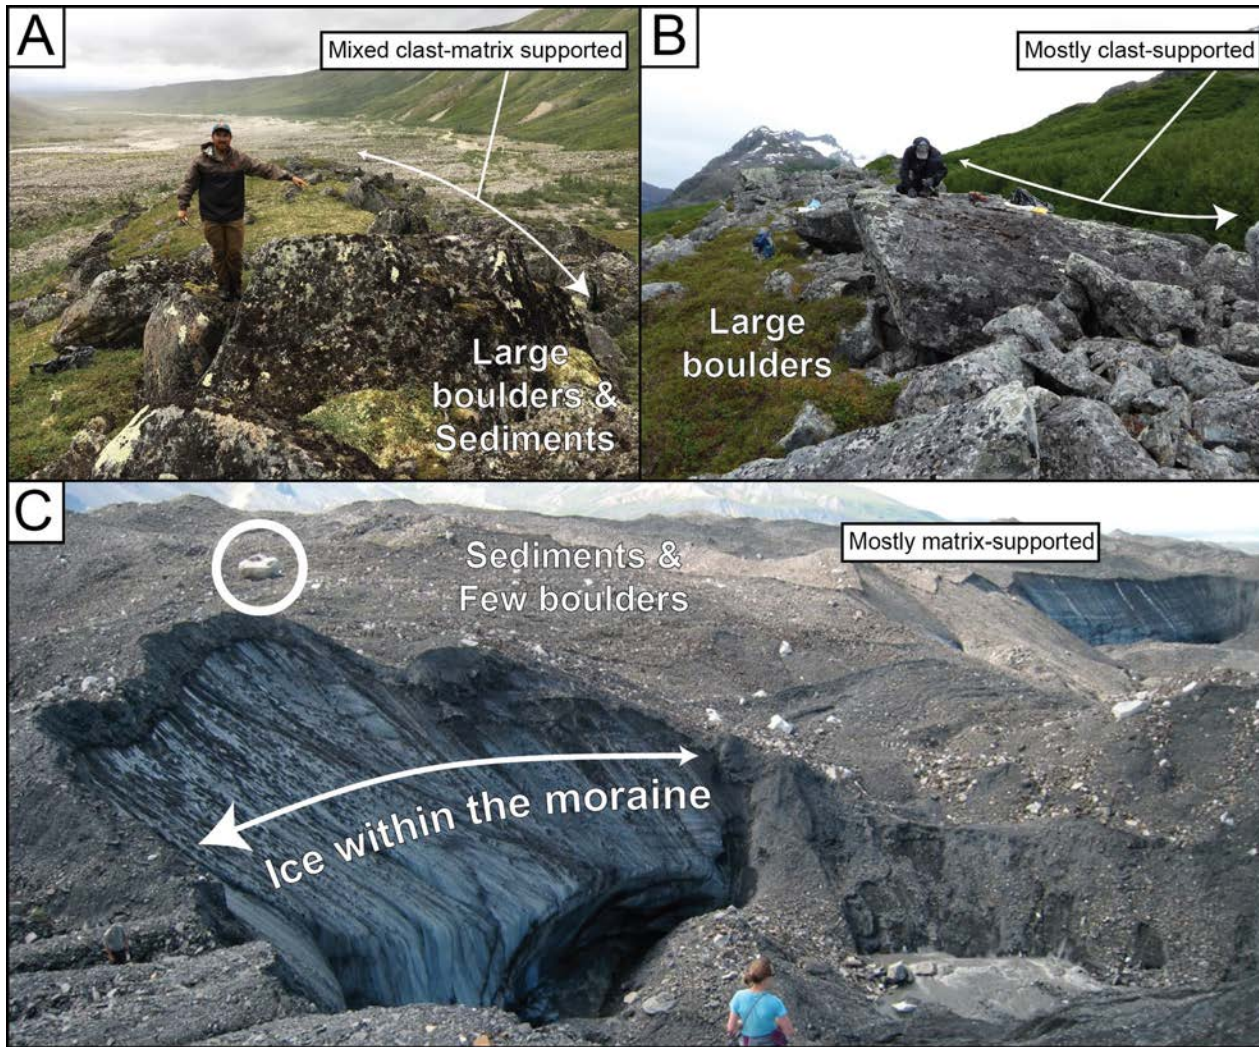 A
Mixed clast-matrix supported
Large
boulders &
Sediments
B
Mostly clast-supported
Large
boulders
C
Sediments &
Few boulders
Mostly matrix-supported
Ice within the moraine